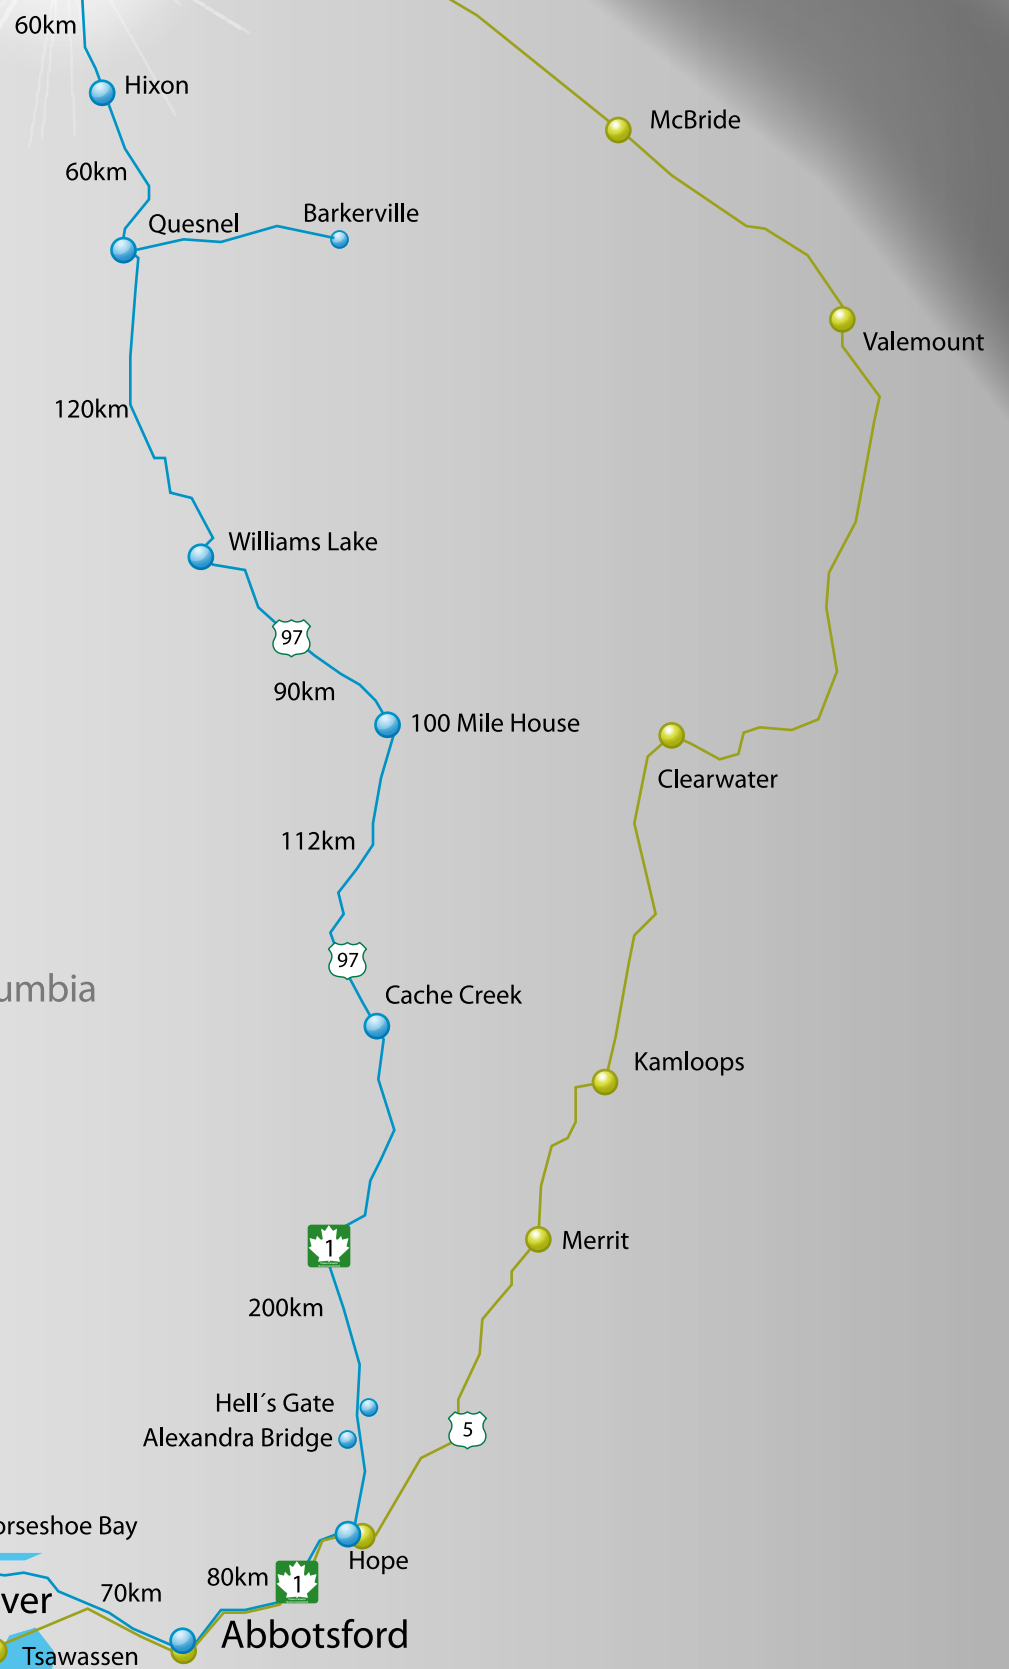 60km
Hixon
McBride
60km
Barkerville
Quesnel
Valemount
120km
Williams Lake
97
90km
100 Mile House
Clearwater
112km
97
umbia
Cache Creek
Kamloops
Merrit
1
200km
Hell´s Gate
5
Alexandra Bridge
orseshoe Bay
Hope
80km
1
70km
ver
Abbotsford
Tsawassen